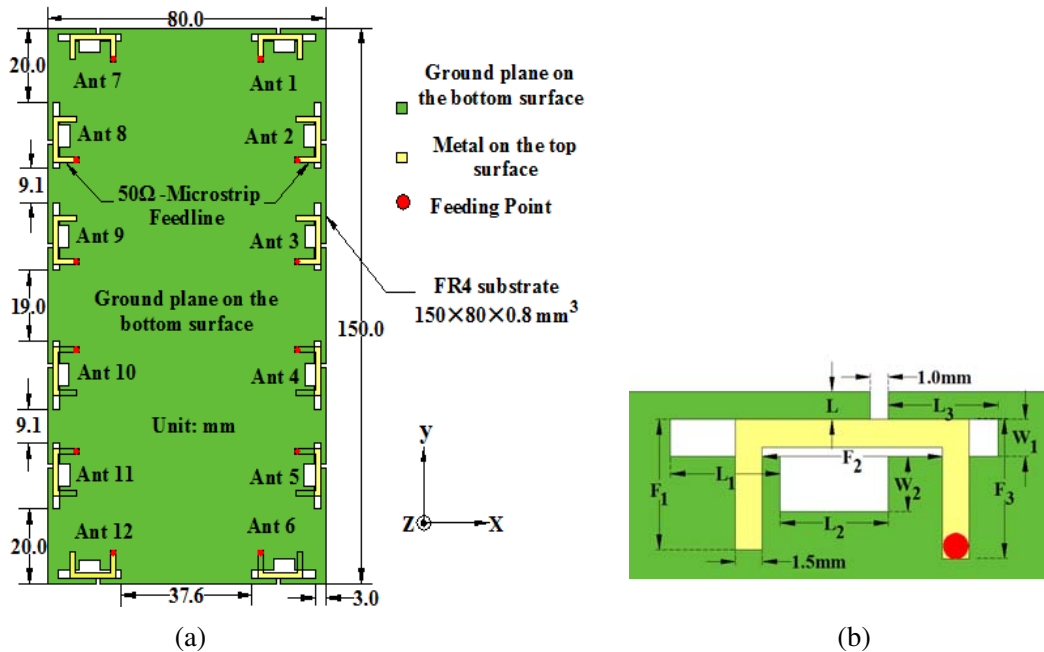 80.0
20.0
Ant 7
Ant 1
Ant 8
Ant 2
9.1
50Ω -Microstrip
Feedline
Ant 9
Ant 3
19.0
Ground plane on the
bottom surface
150.0
Ant 10
Ant 4
9.1
Unit: mm
Ant 11
Ant 5
20.0
Ant 12
Ant 6
37.6
3.0
Ground plane on
the bottom surface
Metal on the top
surface
Feeding Point
FR4 substrate
150×80×0.8 mm³
y
Z
X
(a)
1.0mm
L
L₃
W₁
F₂
F₁
L₁
W₂
F₃
L₂
1.5mm
(b)